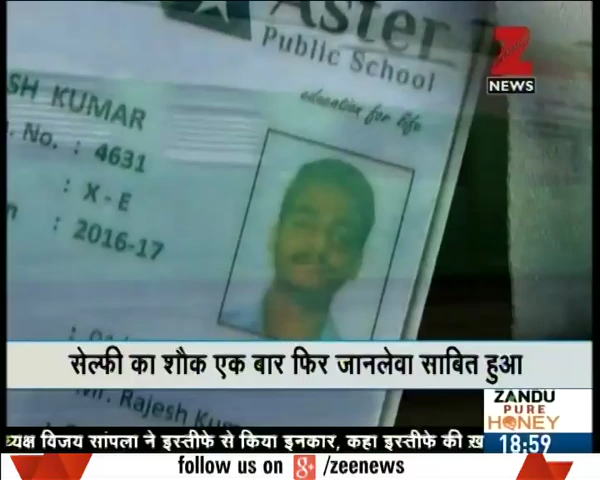 Aster
Public School
education for life
NEWS
SH KUMAR
No. : 4631
: X - E
: 2016-17
सेल्फी का शौक एक बार फिर जानलेवा साबित हुआ
Mr. Rajesh
ZANDU
PURE
HONEY
विजय सांपला ने इस्तीफे से किया इनकार, कहा इस्तीफे की
18:59
follow us on g+ /zeenews